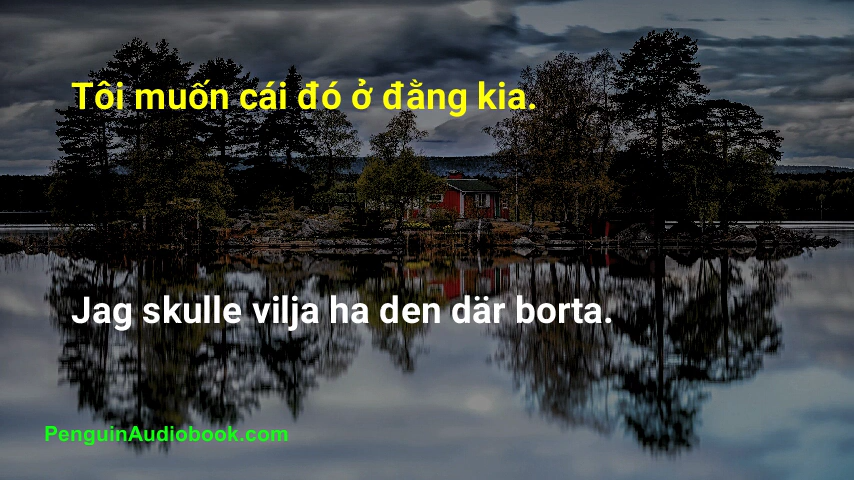 Tôi muốn cái đó ở đằng kia.
Jag skulle vilja ha den där borta.
PenguinAudiobook.com